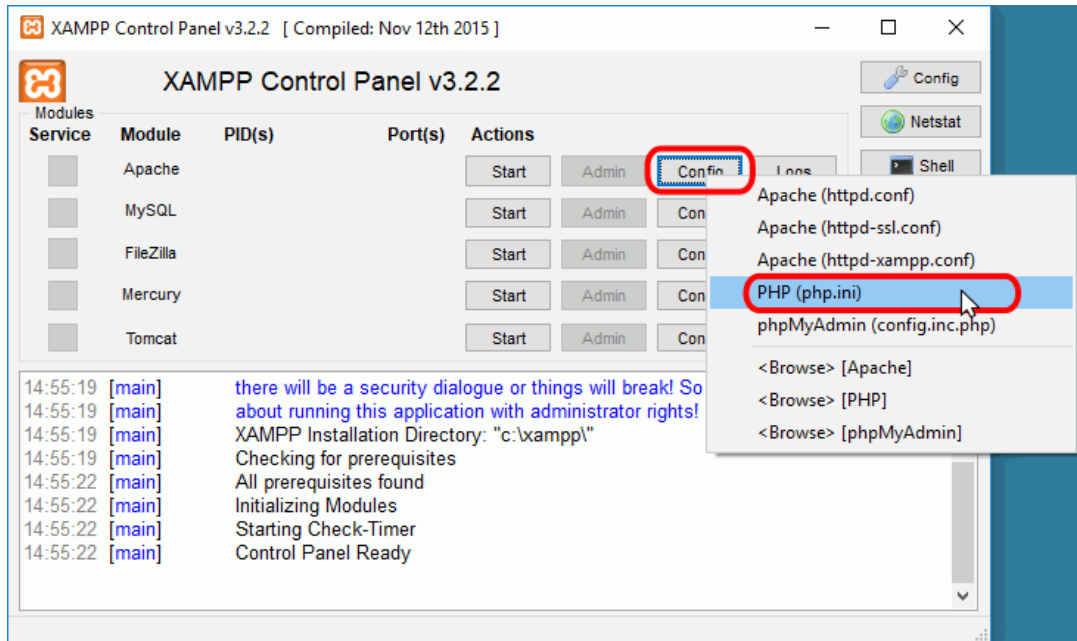 XAMPP Control Panel v3.2.2 [ Compiled: Nov 12th 2015 ]
XAMPP Control Panel v3.2.2
Config
Modules
Service Module PID(s) Port(s) Actions
Netstat
Apache Start Admin Config Logs
Shell
MySQL Start Admin Con
FileZilla Start Admin Con
Mercury Start Admin Con
Tomcat Start Admin Con
Apache (httpd.conf)
Apache (httpd-ssl.conf)
Apache (httpd-xampp.conf)
PHP (php.ini)
phpMyAdmin (config.inc.php)
<Browse> [Apache]
<Browse> [PHP]
<Browse> [phpMyAdmin]
14:55:19 [main] there will be a security dialogue or things will break! So
14:55:19 [main] about running this application with administrator rights!
14:55:19 [main] XAMPP Installation Directory: "c:\xampp\"
14:55:19 [main] Checking for prerequisites
14:55:22 [main] All prerequisites found
14:55:22 [main] Initializing Modules
14:55:22 [main] Starting Check-Timer
14:55:22 [main] Control Panel Ready